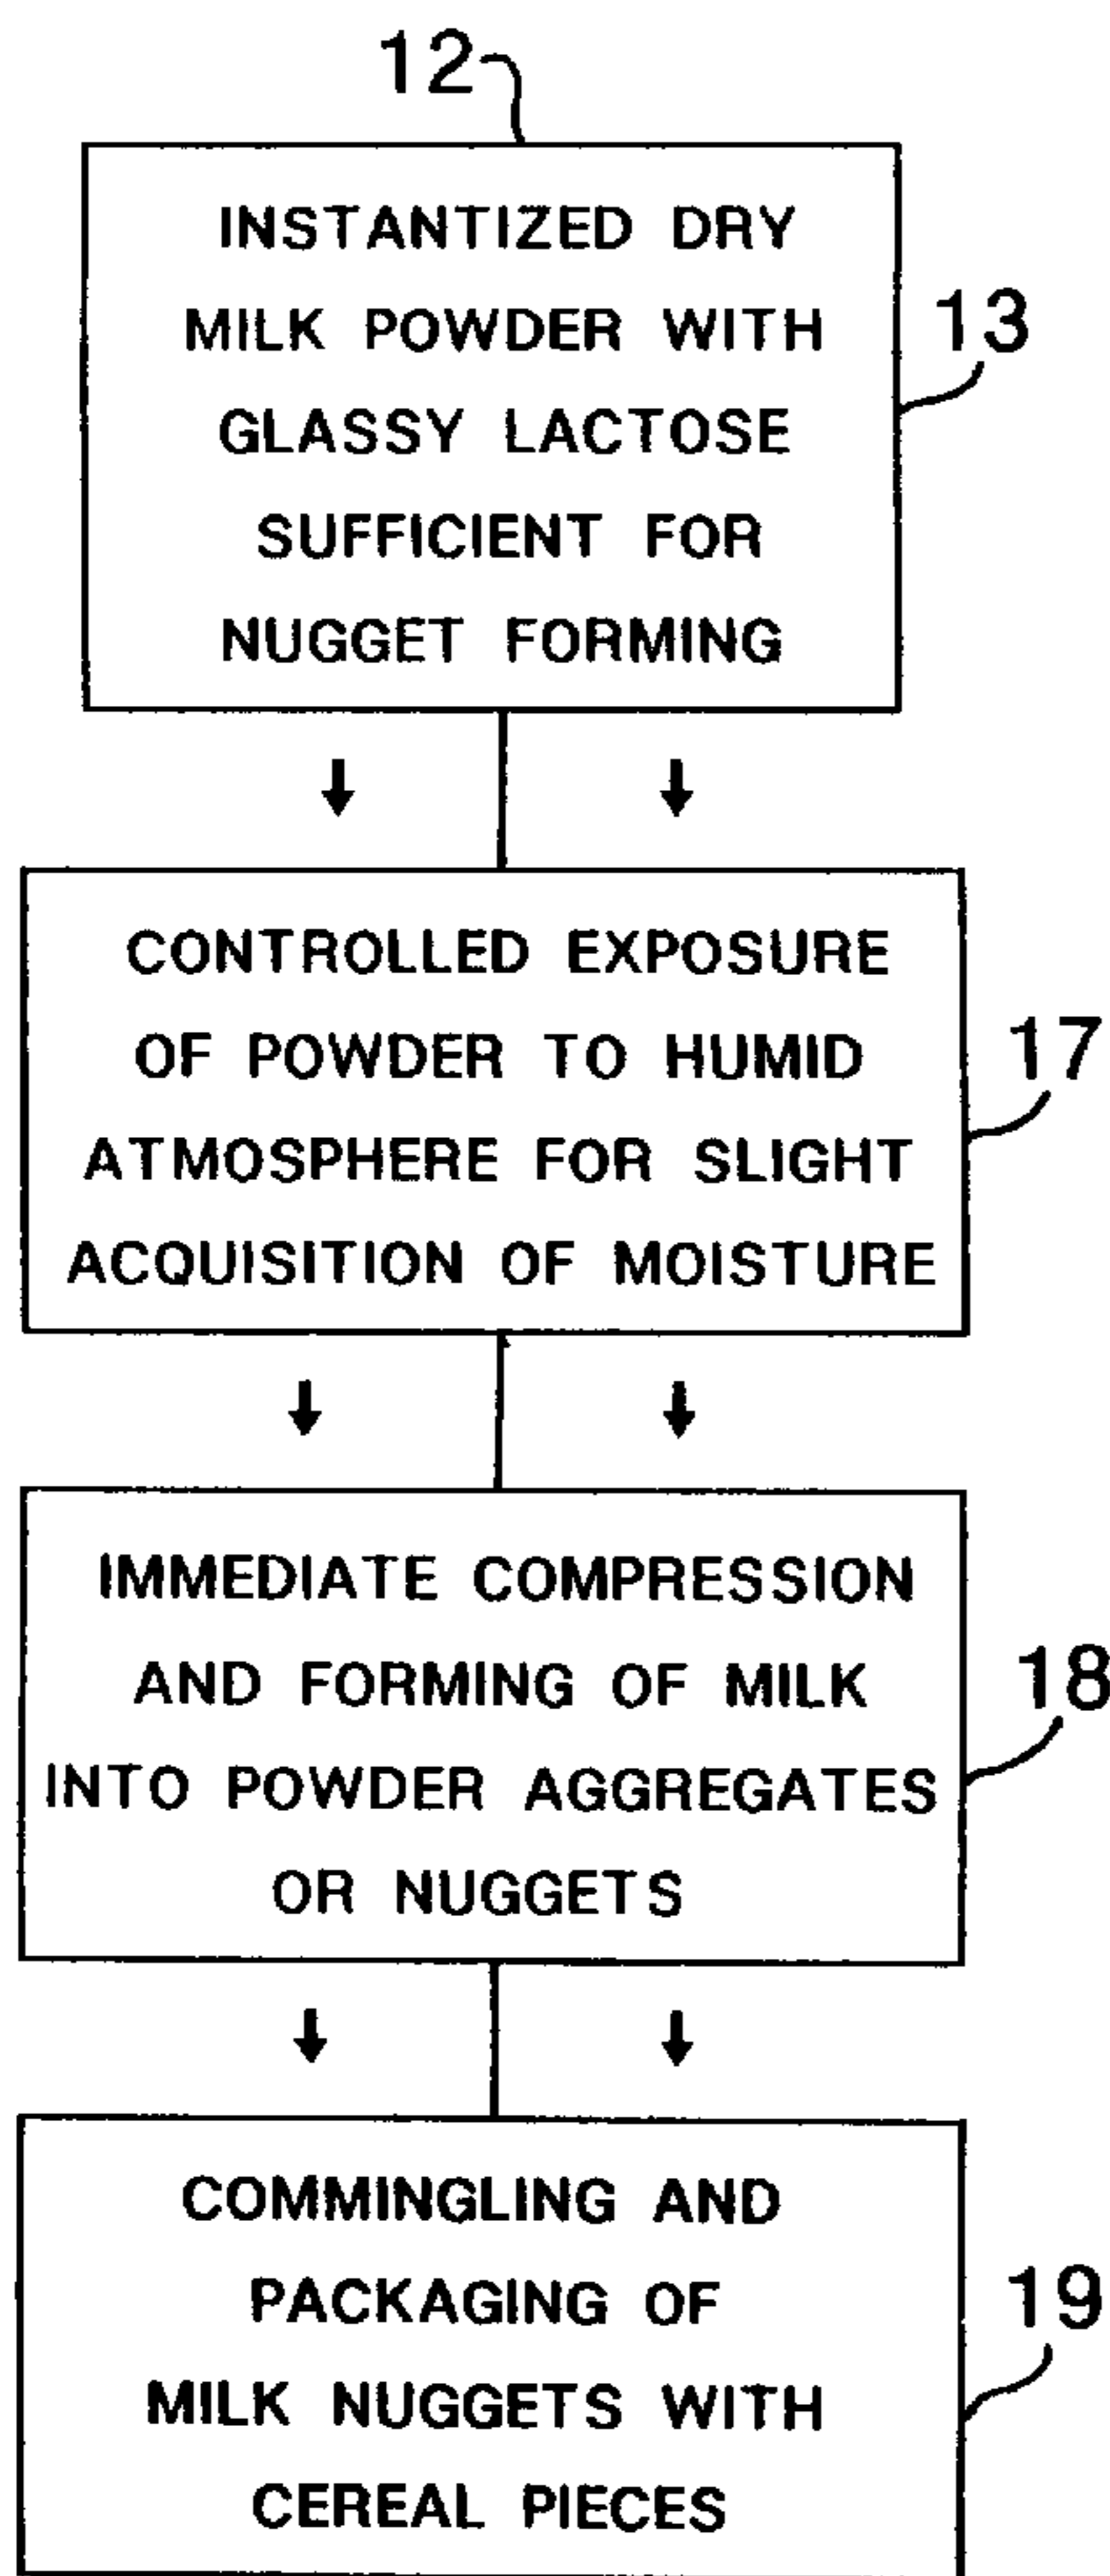 12
INSTANTIZED DRY
MILK POWDER WITH
GLASSY LACTOSE
SUFFICIENT FOR
NUGGET FORMING
13
CONTROLLED EXPOSURE
OF POWDER TO HUMID
ATMOSPHERE FOR SLIGHT
ACQUISITION OF MOISTURE
17
IMMEDIATE COMPRESSION
AND FORMING OF MILK
INTO POWDER AGGREGATES
OR NUGGETS
18
COMMINGLING AND
PACKAGING OF
MILK NUGGETS WITH
CEREAL PIECES
19